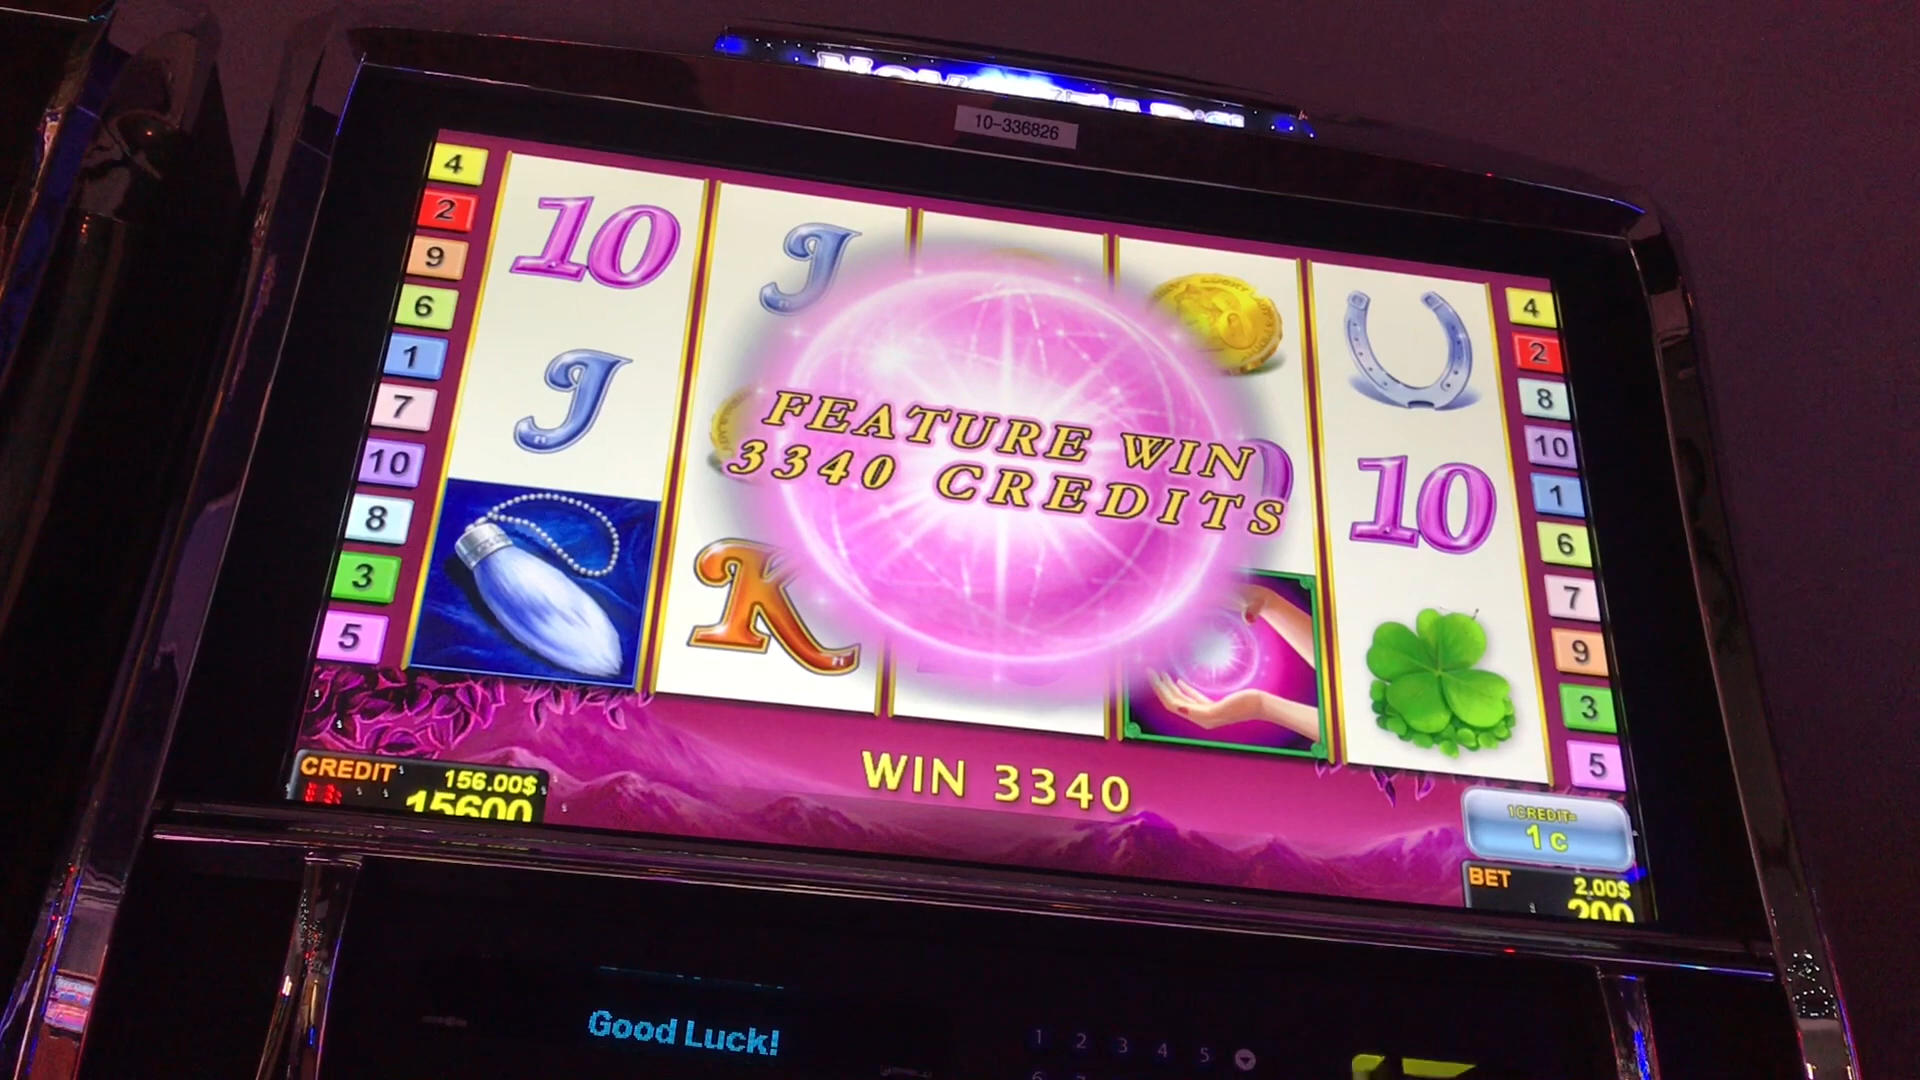 10-336826
4
2
9
6
1
7
10
8
3
5
10
J
J
K
10
FEATURE WIN
3340 CREDITS
4
2
8
10
1
6
7
9
3
5
WIN 3340
CREDIT 156.00$
15600
1CREDIT=
1 c
BET 2.00$
200
Good Luck!
1 2 3 4 5